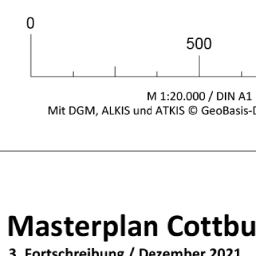 0
500
M 1:20.000 / DIN A1
Mit DGM, ALKIS und ATKIS © GeoBasis-D
Masterplan Cottbu
3. Fortschreibung / Dezember 2021